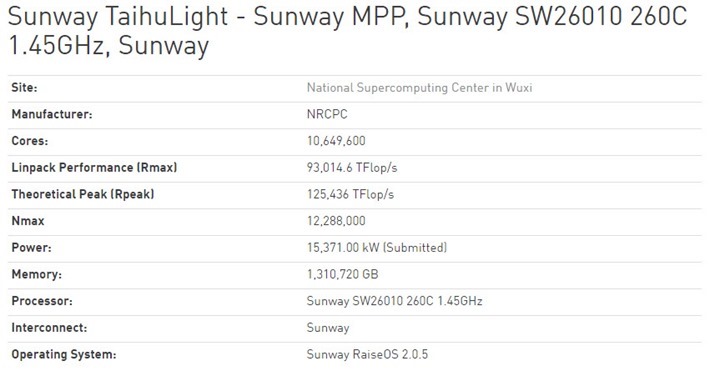 Sunway TaihuLight - Sunway MPP, Sunway SW26010 260C
1.45GHz, Sunway
Site: National Supercomputing Center in Wuxi
Manufacturer: NRCPC
Cores: 10,649,600
Linpack Performance (Rmax) 93,014.6 TFlop/s
Theoretical Peak (Rpeak) 125,436 TFlop/s
Nmax 12,288,000
Power: 15,371.00 kW (Submitted)
Memory: 1,310,720 GB
Processor: Sunway SW26010 260C 1.45GHz
Interconnect: Sunway
Operating System: Sunway RaiseOS 2.0.5